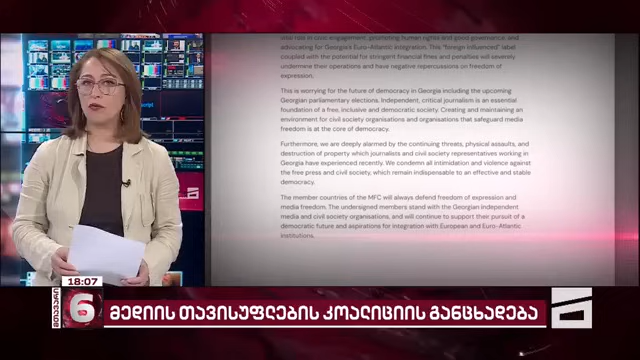 vital role in civic engagement, promoting human rights and good governance, and
advocating for Georgia's Euro-Atlantic integration. This "foreign influenced" label
coupled with the potential for stringent financial fines and penalties will severely
undermine their operations and have negative repercussions on freedom of
expression.
This is worrying for the future of democracy in Georgia including the upcoming
Georgian parliamentary elections. Independent, critical journalism is an essential
foundation of a free, inclusive and democratic society. Creating and maintaining an
environment for civil society organisations and organisations that safeguard media
freedom is at the core of democracy.
Furthermore, we are deeply alarmed by the continuing threats, physical assaults, and
destruction of property which journalists and civil society representatives working in
Georgia have experienced recently. We condemn all intimidation and violence against
the free press and civil society, which remain indispensable to an effective and stable
democracy.
The member countries of the MFC will always defend freedom of expression and
media freedom. The undersigned members stand with the Georgian independent
media and civil society organisations, and will continue to support their pursuit of a
democratic future and aspirations for integration with European and Euro-Atlantic
institutions.
18:07
მთავარი
6
მედიის თავისუფლების კოალიციის განცხადება